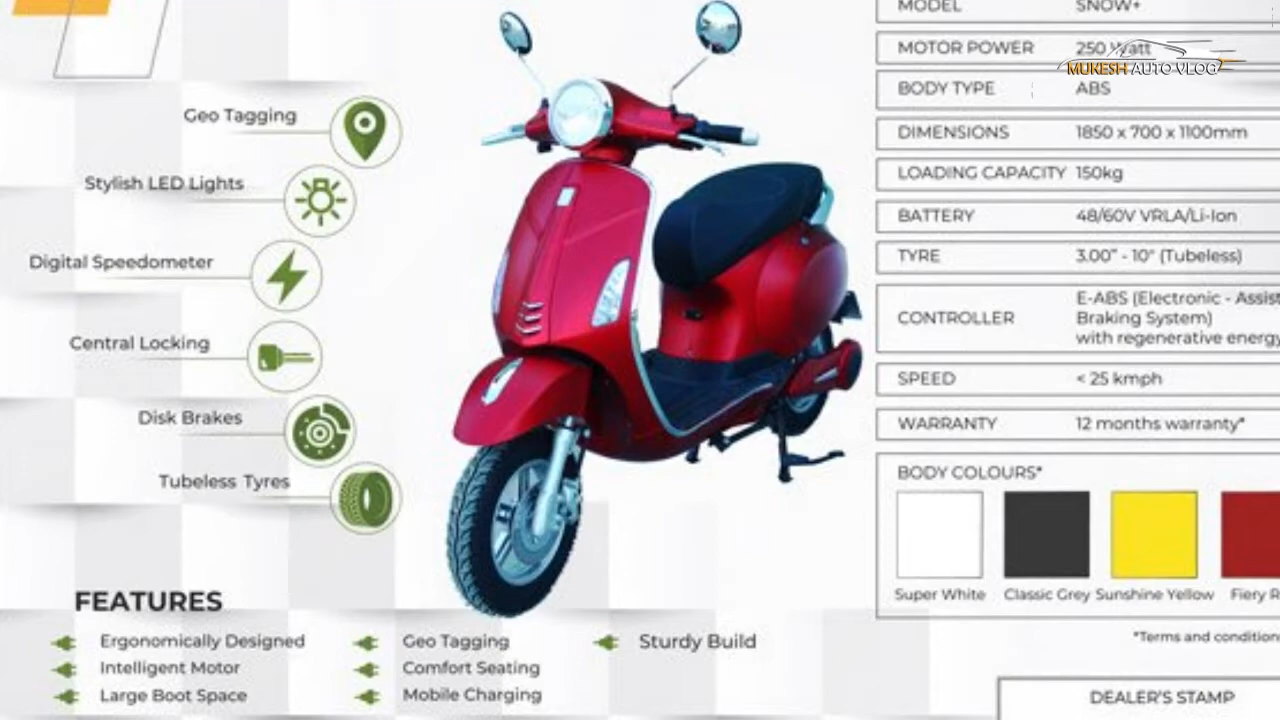 Geo Tagging
Stylish LED Lights
Digital Speedometer
Central Locking
Disk Brakes
Tubeless Tyres
FEATURES
Ergonomically Designed
Intelligent Motor
Large Boot Space
Geo Tagging
Comfort Seating
Mobile Charging
Sturdy Build
MODEL SNOW+
MOTOR POWER 250 Watt
MUKESH AUTO VLOG
BODY TYPE ABS
DIMENSIONS 1850 x 700 x 1100mm
LOADING CAPACITY 150kg
BATTERY 48/60V VRLA/Li-Ion
TYRE 3.00” - 10" (Tubeless)
CONTROLLER E-ABS (Electronic - Assist
Braking System)
with regenerative energy
SPEED < 25 kmph
WARRANTY 12 months warranty*
BODY COLOURS*
Super White Classic Grey Sunshine Yellow Fiery R
*Terms and condition
DEALER'S STAMP